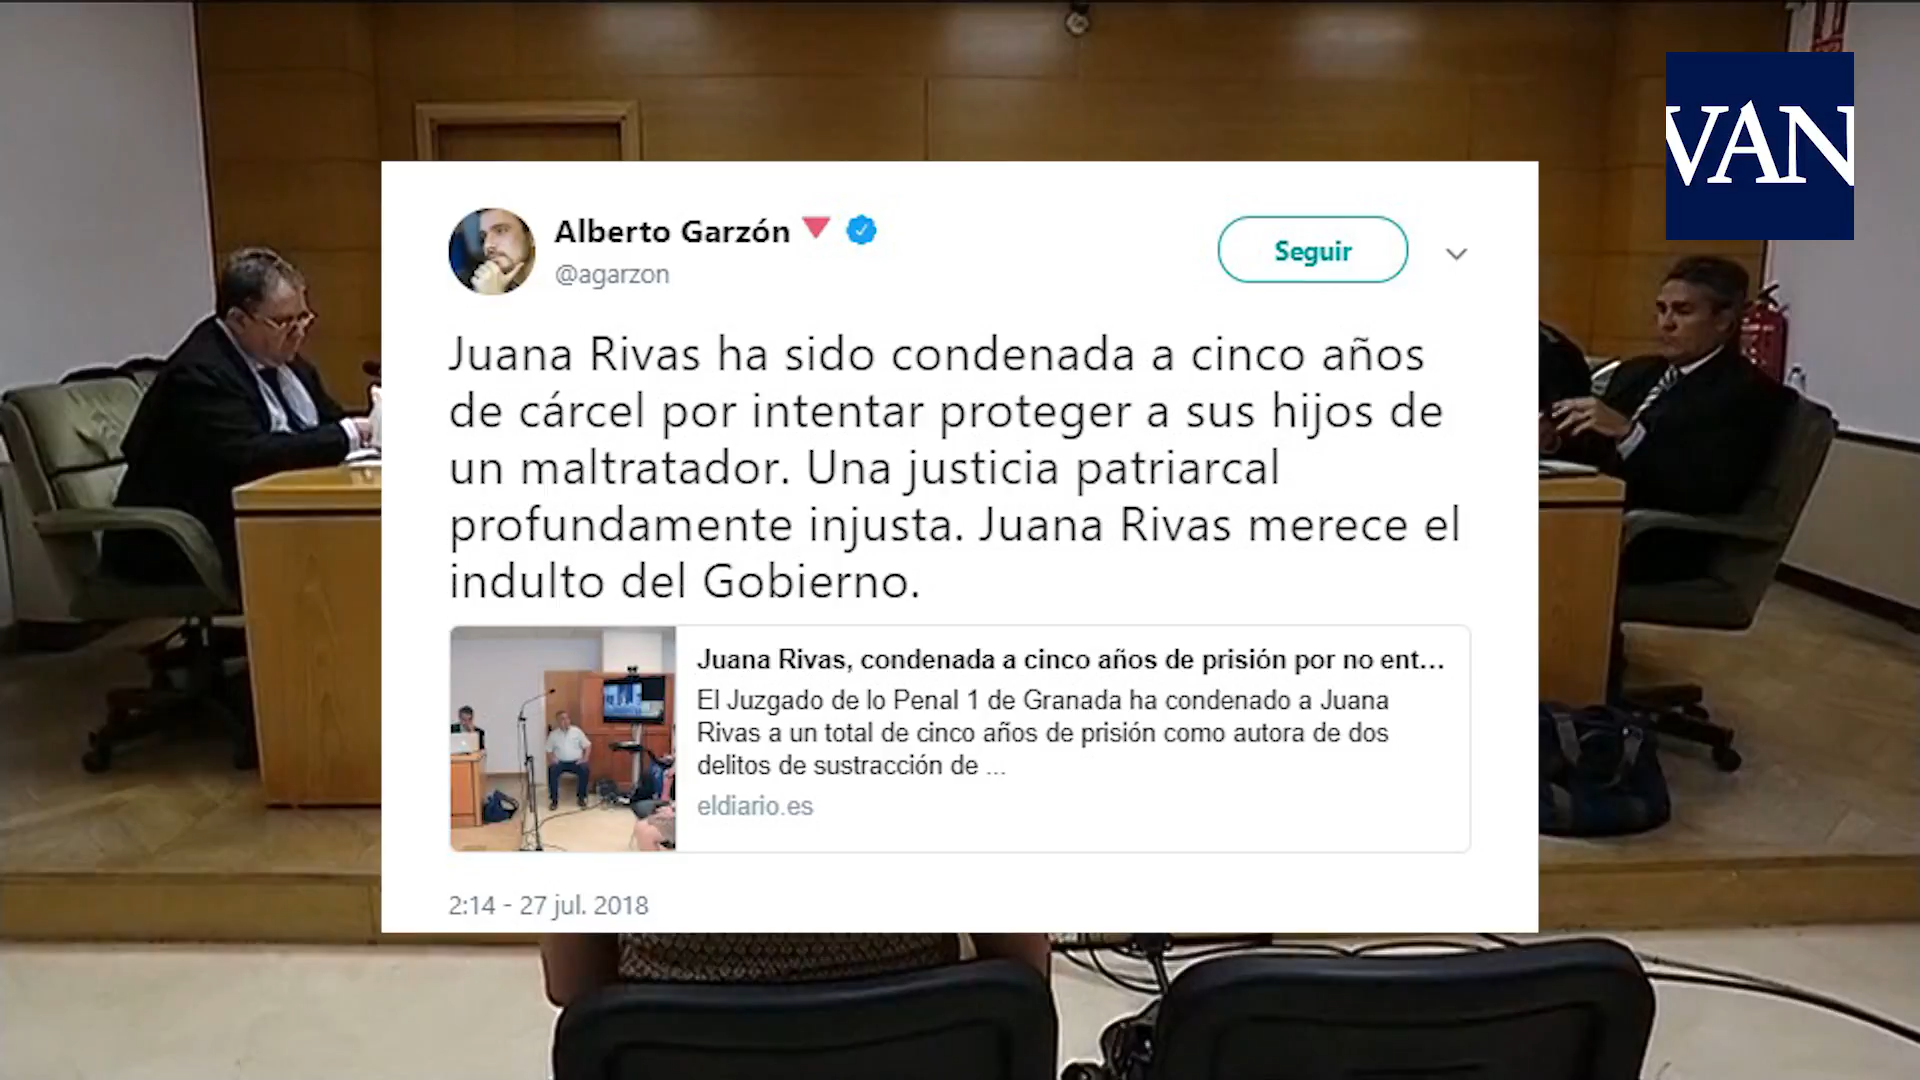 VAN
Alberto Garzón
@agarzon
Seguir
Juana Rivas ha sido condenada a cinco años
de cárcel por intentar proteger a sus hijos de
un maltratador. Una justicia patriarcal
profundamente injusta. Juana Rivas merece el
indulto del Gobierno.
Juana Rivas, condenada a cinco años de prisión por no ent...
El Juzgado de lo Penal 1 de Granada ha condenado a Juana
Rivas a un total de cinco años de prisión como autora de dos
delitos de sustracción de ...
eldiario.es
2:14 - 27 jul. 2018